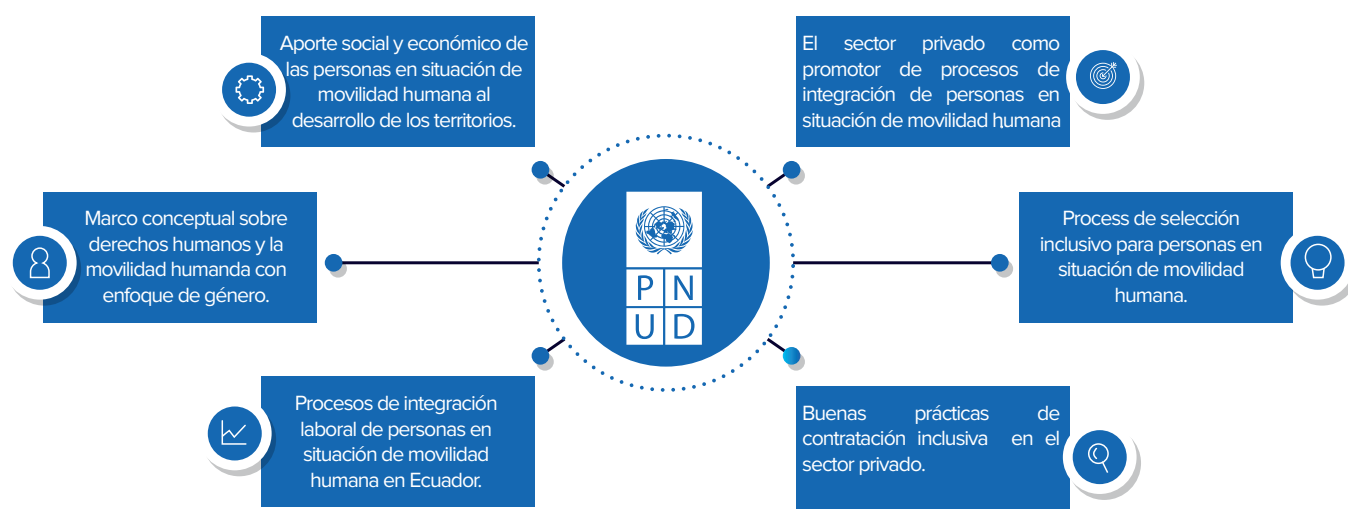 Aporte social y económico de
las personas en situación de
movilidad humana al
desarrollo de los territorios.
El sector privado como
promotor de procesos de
integración de personas en
situación de movilidad humana
Marco conceptual sobre
derechos humanos y la
movilidad humanda con
enfoque de género.
P N
U D
Process de selección
inclusivo para personas en
situación de movilidad
humana.
Procesos de integración
laboral de personas en
situación de movilidad
humana en Ecuador.
Buenas prácticas de
contratación inclusiva en el
sector privado.